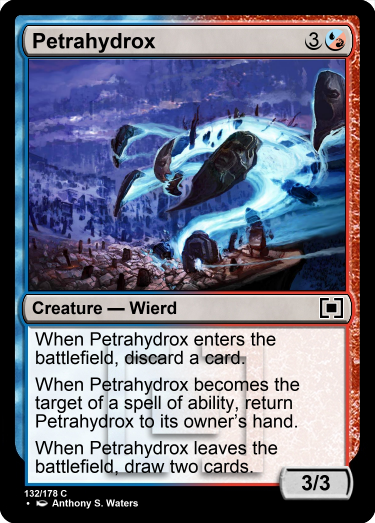 Petrahydrox 3
Creature — Wierd
When Petrahydrox enters the
battlefield, discard a card.
When Petrahydrox becomes the
target of a spell of ability, return
Petrahydrox to its owner's hand.
When Petrahydrox leaves the
battlefield, draw two cards.
3/3
132/178 C
• Anthony S. Waters